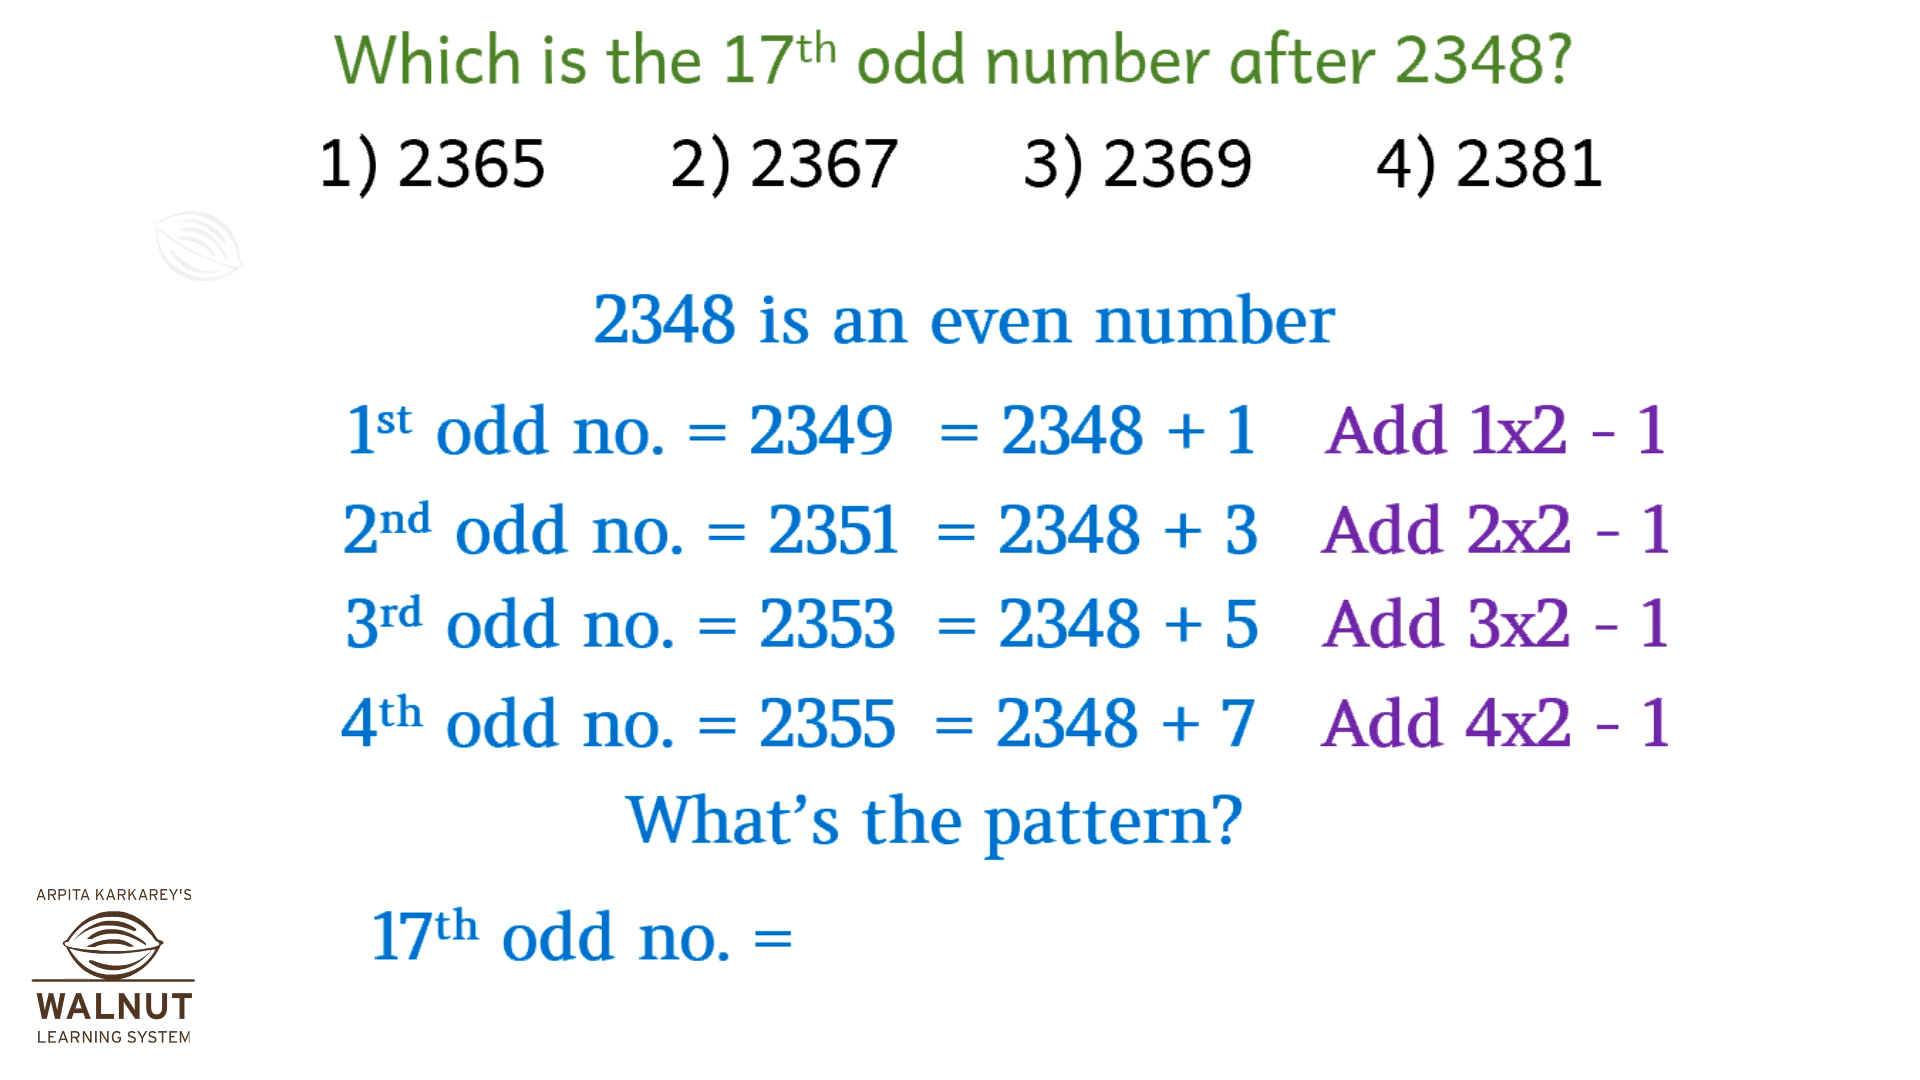 Which is the 17th odd number after 2348?
1) 2365 2) 2367 3) 2369 4) 2381
2348 is an even number
1st odd no. = 2349 = 2348 + 1 Add 1x2 - 1
2nd odd no. = 2351 = 2348 + 3 Add 2x2 - 1
3rd odd no. = 2353 = 2348 + 5 Add 3x2 - 1
4th odd no. = 2355 = 2348 + 7 Add 4x2 - 1
What's the pattern?
17th odd no. =
ARPITA KARKAREY'S
WALNUT
LEARNING SYSTEM